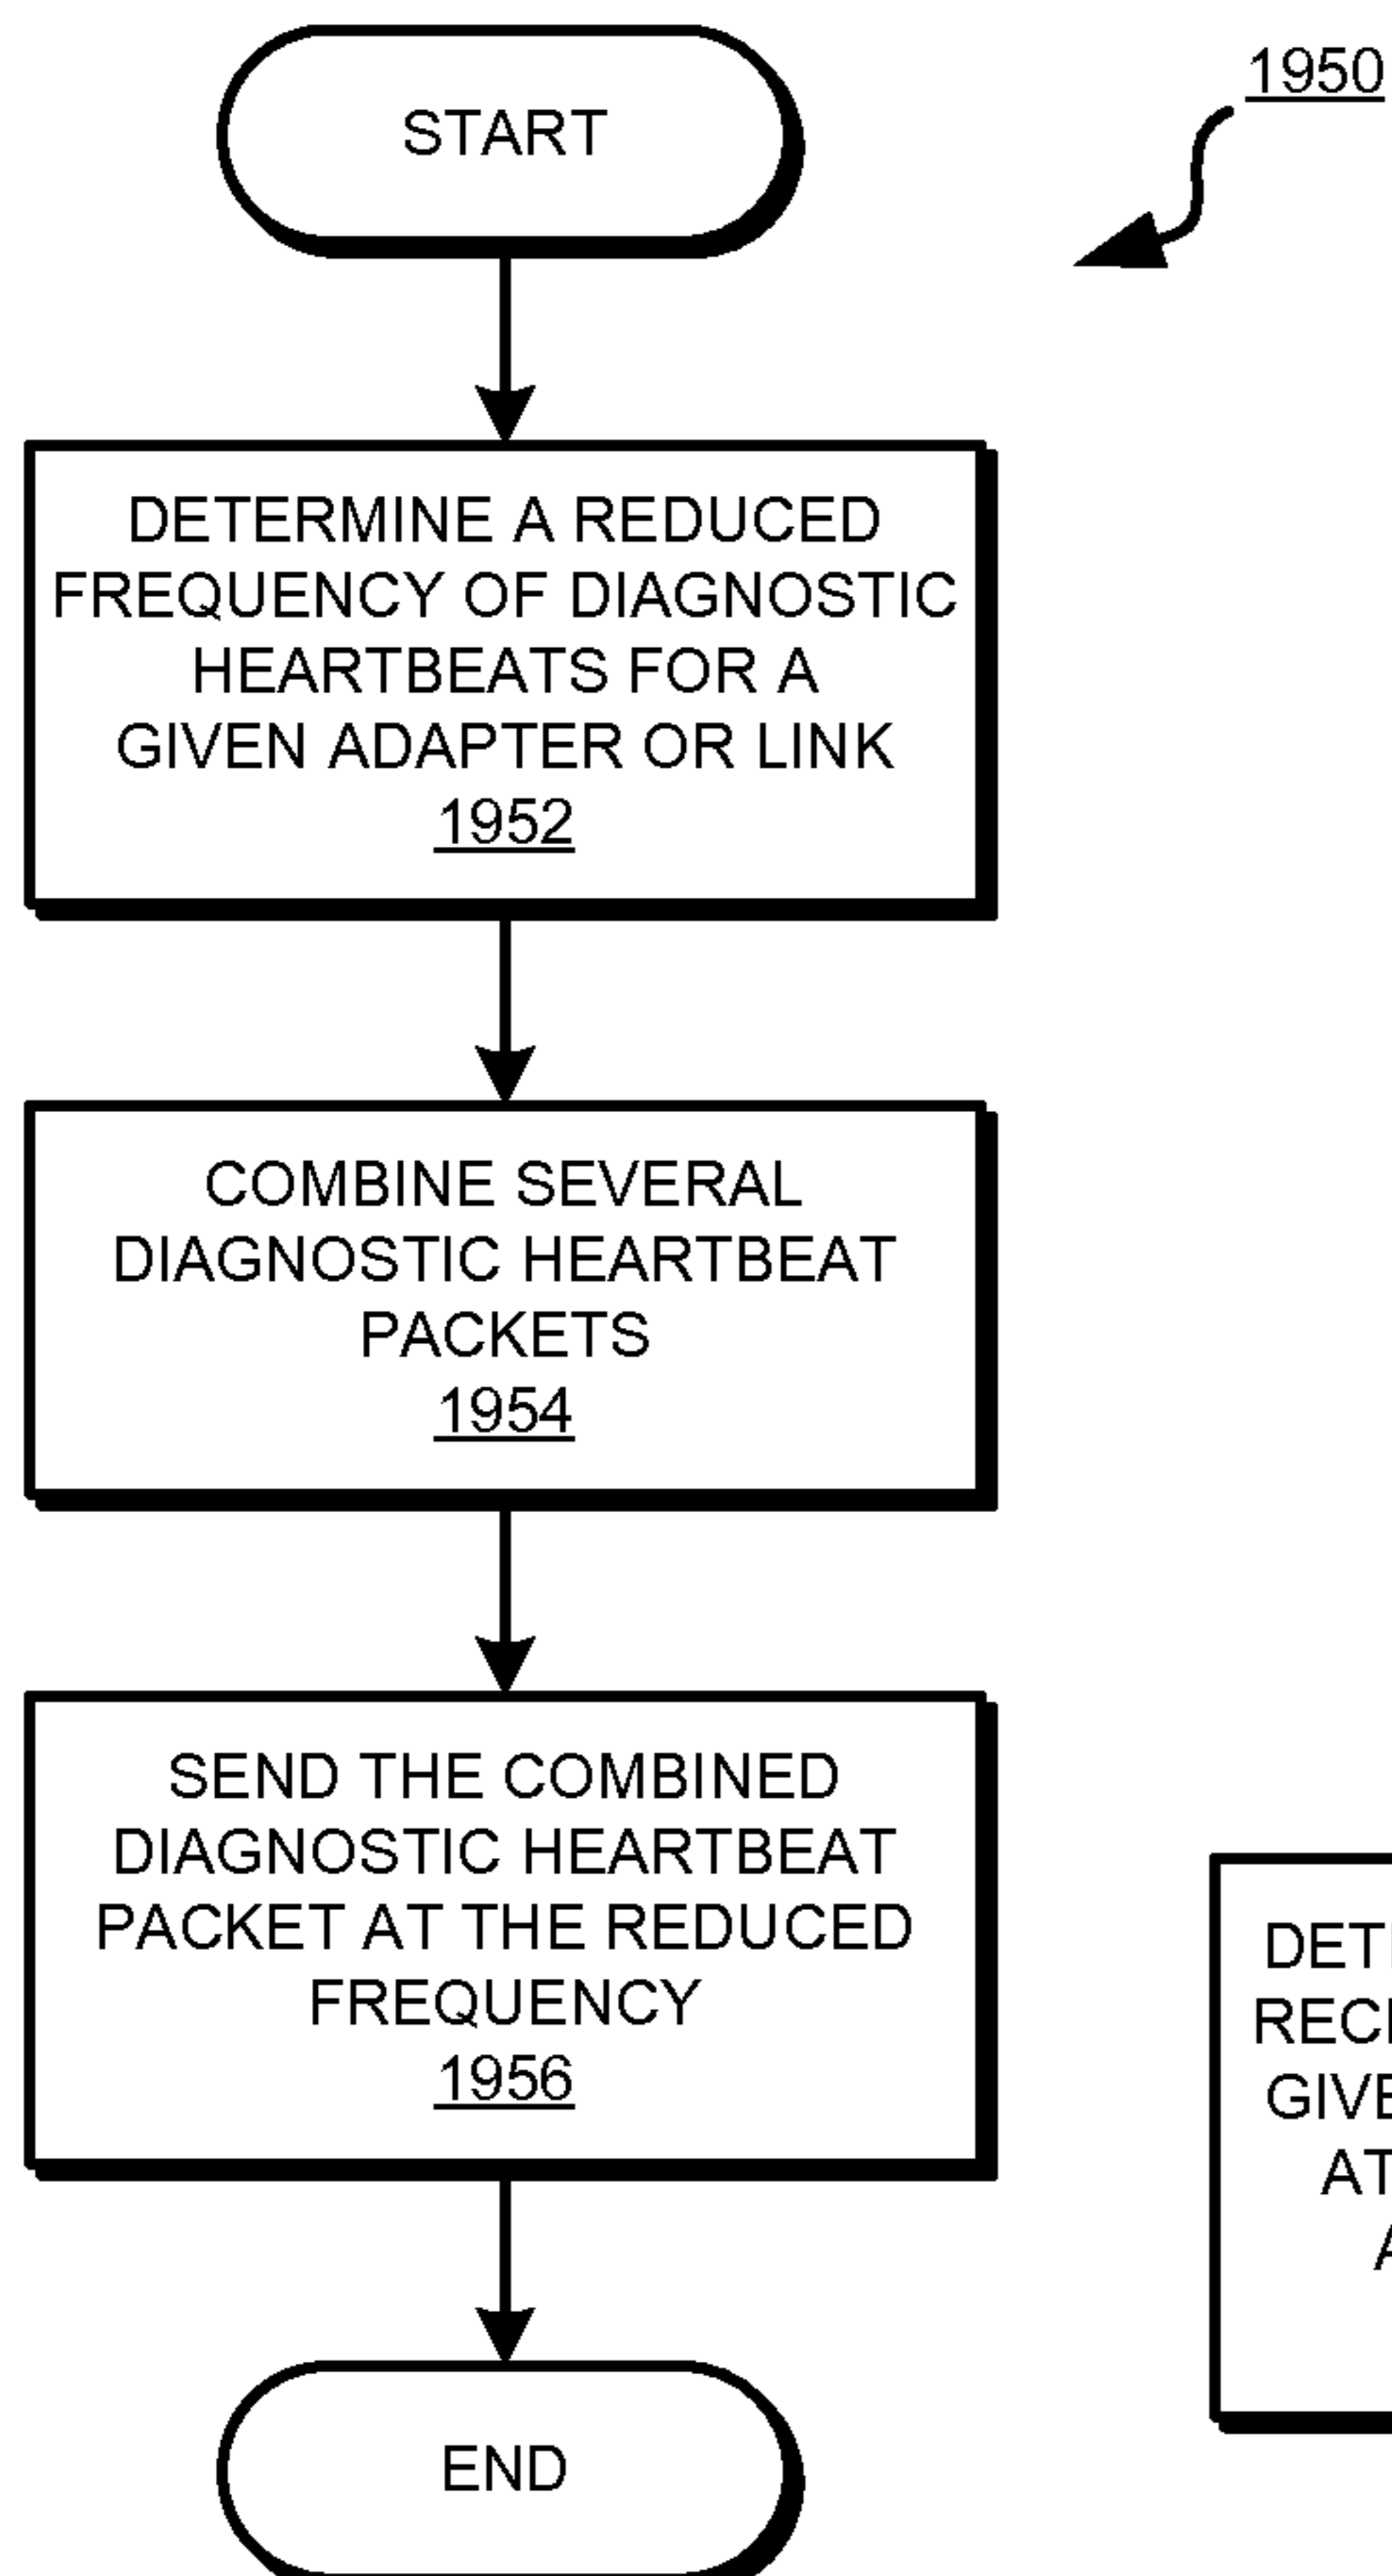 1950
START
DETERMINE A REDUCED
FREQUENCY OF DIAGNOSTIC
HEARTBEATS FOR A
GIVEN ADAPTER OR LINK
1952
COMBINE SEVERAL
DIAGNOSTIC HEARTBEAT
PACKETS
1954
SEND THE COMBINED
DIAGNOSTIC HEARTBEAT
PACKET AT THE REDUCED
FREQUENCY
1956
END